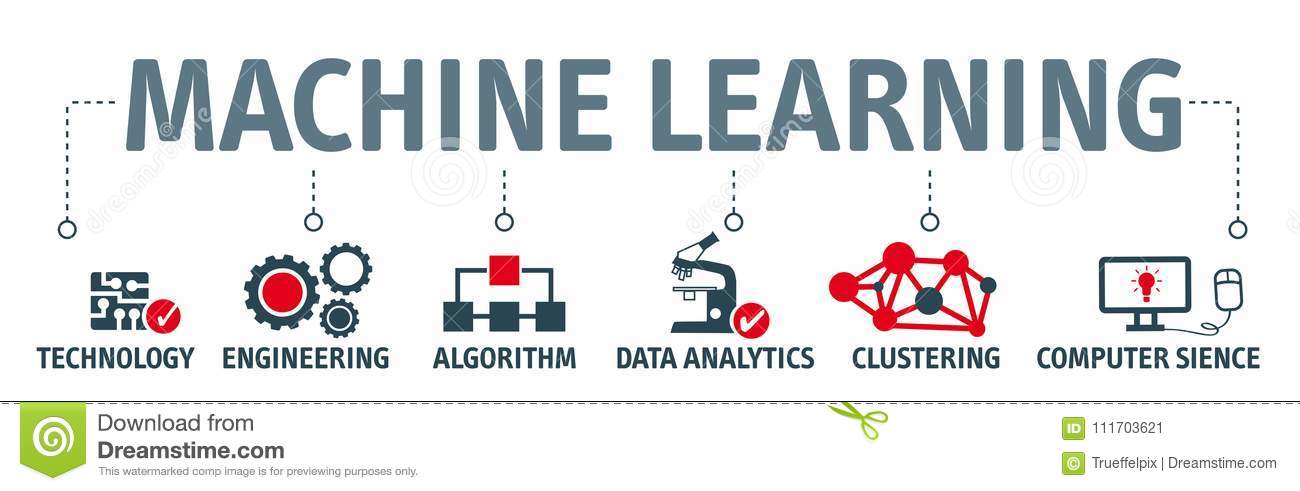 MACHINE LEARNING
TECHNOLOGY
ENGINEERING
ALGORITHM
DATA ANALYTICS
CLUSTERING
COMPUTER SIENCE
Download from
Dreamstime.com
This watermarked comp image is for previewing purposes only.
ID 111703621
© Trueffelpix | Dreamstime.com